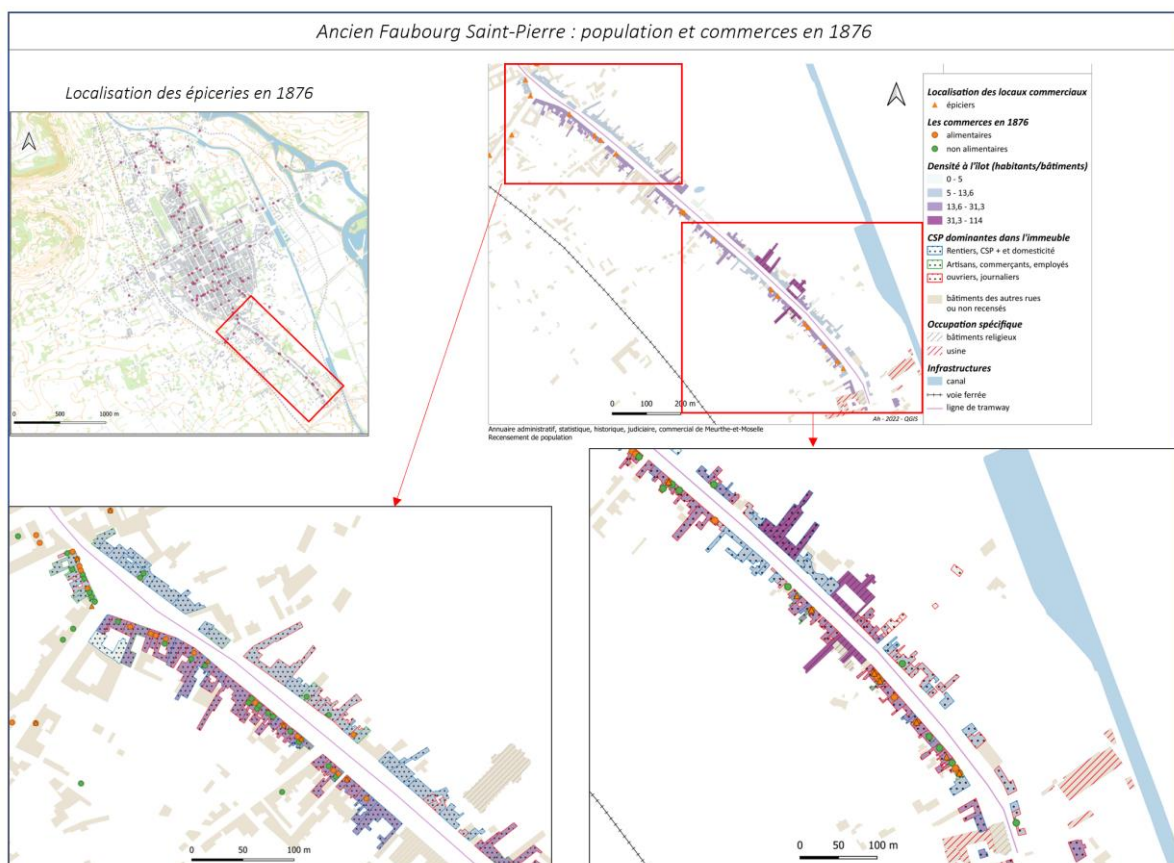 Ancien Faubourg Saint-Pierre : population et commerces en 1876
Localisation des épiceries en 1876
0 500 1000 m
0 100 200 m
Ah - 2022 - QGIS
Annuaire administratif, statistique, historique, judiciaire, commercial de Meurthe-et-Moselle
Recensement de population
Localisation des locaux commerciaux
épiciers
Les commerces en 1876
alimentaires
non alimentaires
Densité à l'îlot (habitants/bâtiments)
0 - 5
5 - 13,6
13,6 - 31,3
31,3 - 114
CSP dominantes dans l'immeuble
Rentiers, CSP + et domesticité
Artisans, commerçants, employés
ouvriers, journaliers
bâtiments des autres rues
ou non recensés
Occupation spécifique
bâtiments religieux
usine
Infrastructures
canal
voie ferrée
ligne de tramway
0 50 100 m
0 50 100 m